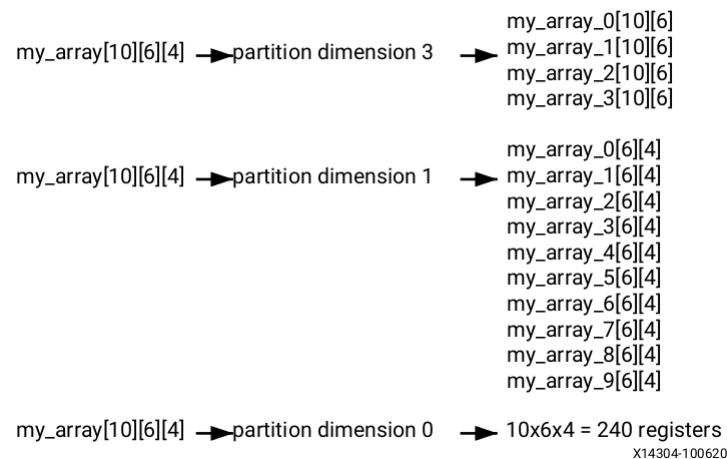 my_array_0[10][6]
my_array[10][6][4] partition dimension 3 my_array_1[10][6]
my_array_2[10][6]
my_array_3[10][6]
my_array_0[6][4]
my_array[10][6][4] partition dimension 1 my_array_1[6][4]
my_array_2[6][4]
my_array_3[6][4]
my_array_4[6][4]
my_array_5[6][4]
my_array_6[6][4]
my_array_7[6][4]
my_array_8[6][4]
my_array_9[6][4]
my_array[10][6][4] partition dimension 0 10x6x4 = 240 registers
X14304-100620